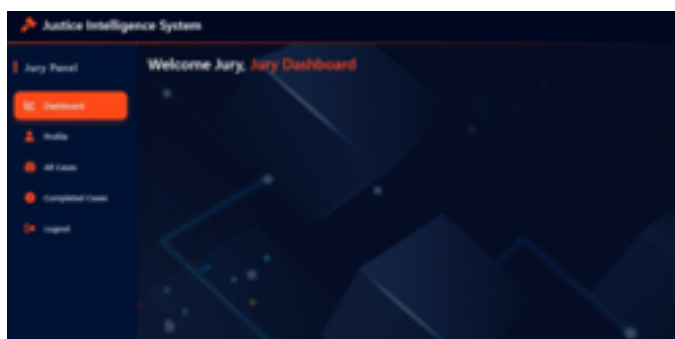 Justice Intelligence System
Jury Panel
Welcome Jury, Jury Dashboard
Dashboard
Profile
All Cases
Completed Cases
Logout